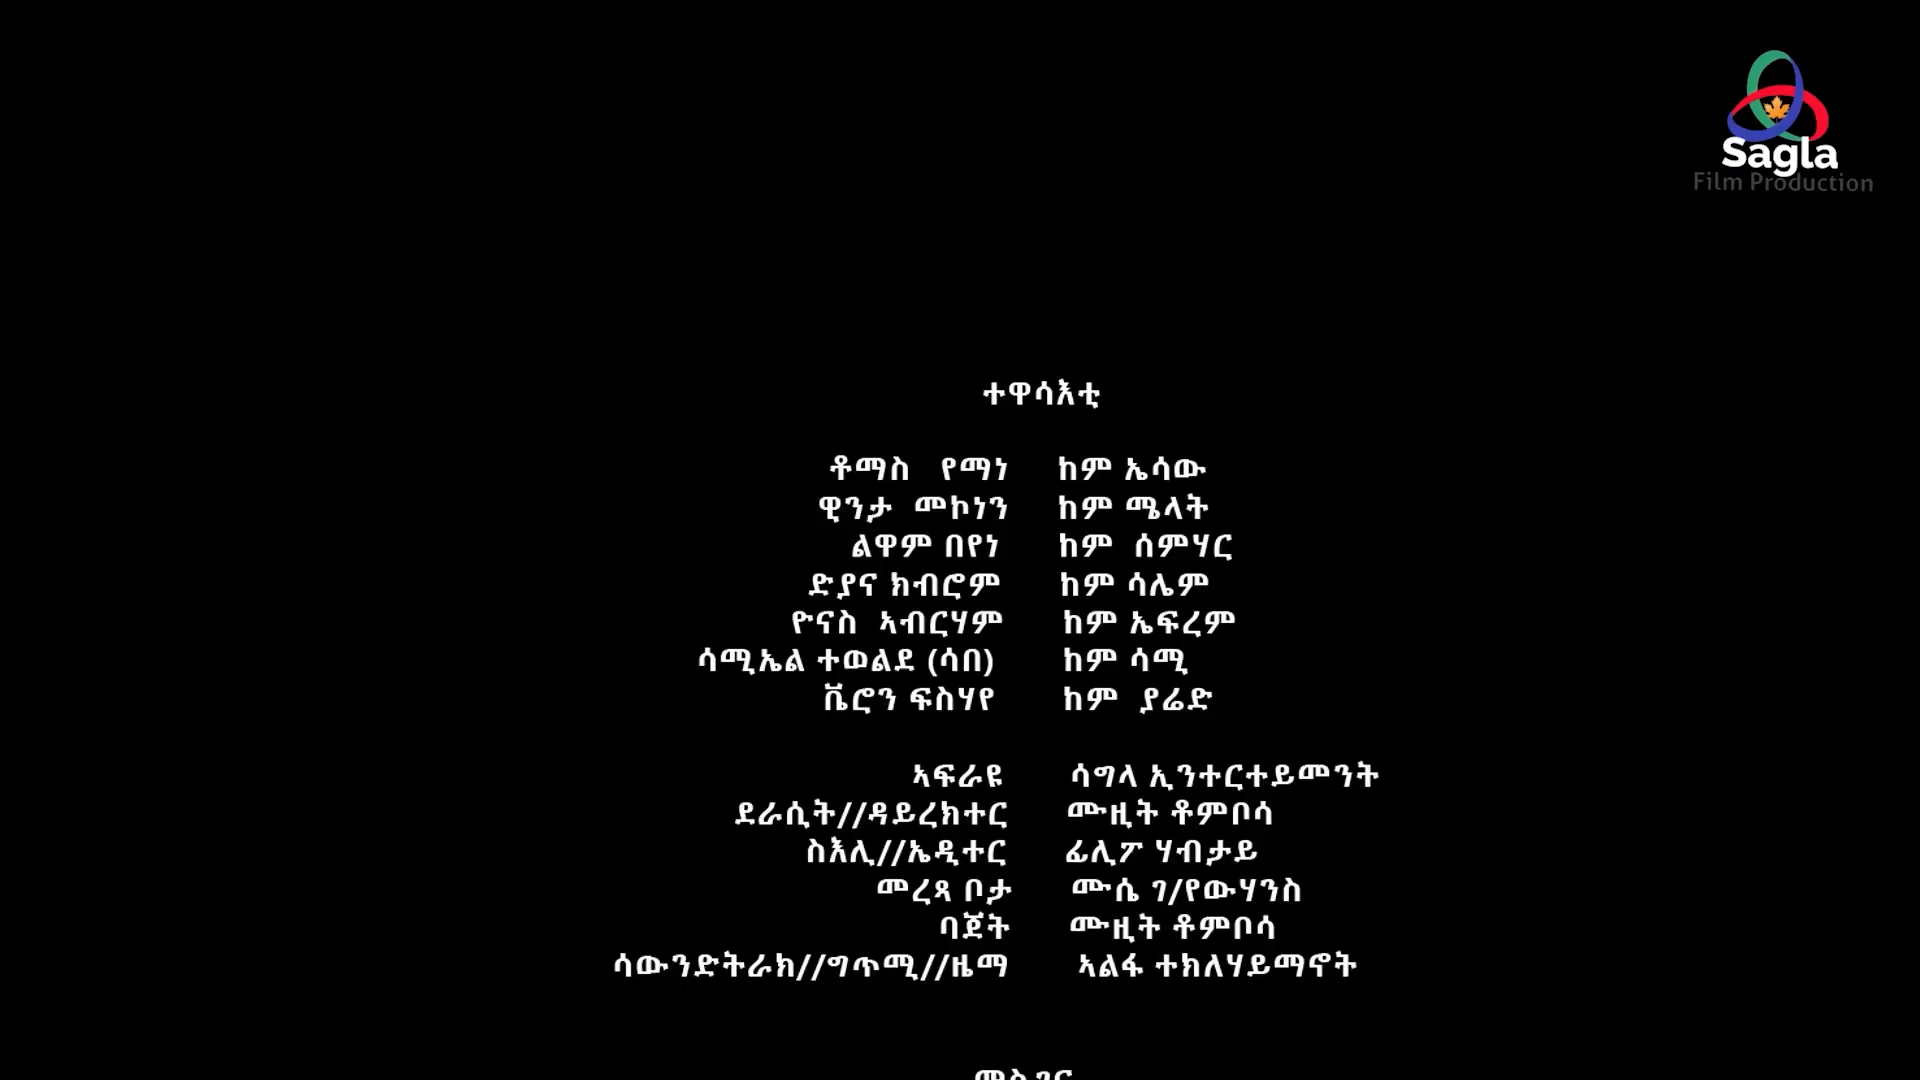 Sagla
Film Production
ተዋሳእቲ
ቶማስ የማነ ከም ኤሳው
ዊንታ መኮነን ከም ሜላት
ልዋም በየነ ከም ሰምሃር
ድያና ክብሮም ከም ሳሌም
ዮናስ ኣብርሃም ከም ኤፍረም
ሳሚኤል ተወልደ (ሳበ) ከም ሳሚ
ቬሮን ፍስሃየ ከም ያሬድ
ኣፍራዩ ሳግላ ኢንተርተይመንት
ደራሲት//ዳይረክተር ሙዚት ቶምቦሳ
ስእሊ//ኤዲተር ፊሊፖ ሃብታይ
መረጻ ቦታ ሙሴ ገ/የውሃንስ
ባጀት ሙዚት ቶምቦሳ
ሳውንድትራክ//ግጥሚ//ዜማ ኣልፋ ተክለሃይማኖት